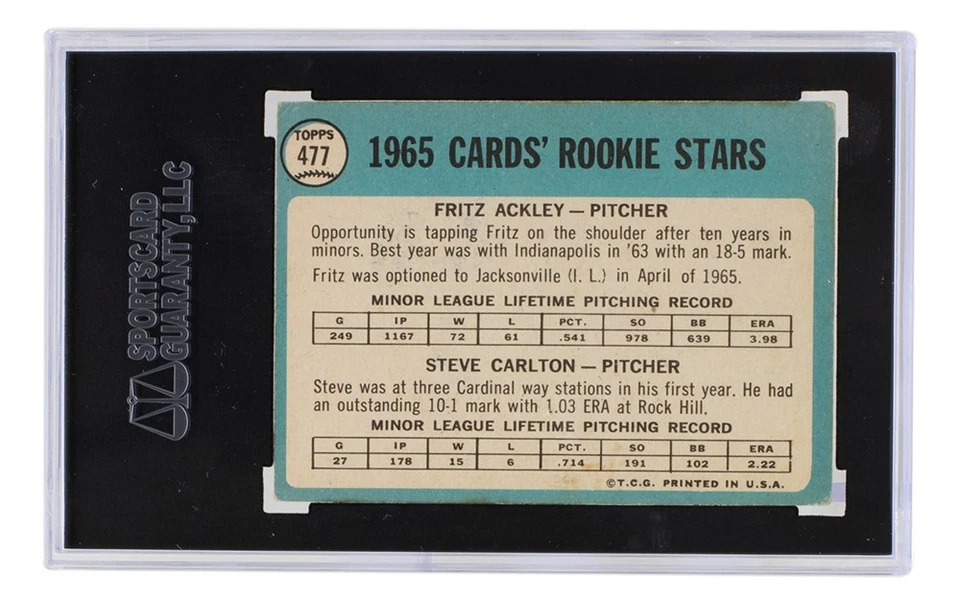 SPORTSCARD
GUARANTY, LLC
TOPPS
477
1965 CARDS' ROOKIE STARS
FRITZ ACKLEY — PITCHER
Opportunity is tapping Fritz on the shoulder after ten years in
minors. Best year was with Indianapolis in '63 with an 18-5 mark.
Fritz was optioned to Jacksonville (I. L.) in April of 1965.
MINOR LEAGUE LIFETIME PITCHING RECORD
G IP W L PCT. SO BB ERA
249 1167 72 61 .541 978 639 3.98
STEVE CARLTON — PITCHER
Steve was at three Cardinal way stations in his first year. He had
an outstanding 10-1 mark with 1.03 ERA at Rock Hill.
MINOR LEAGUE LIFETIME PITCHING RECORD
G IP W L PCT. SO BB ERA
27 178 15 6 .714 191 102 2.22
©T.C.G. PRINTED IN U.S.A.